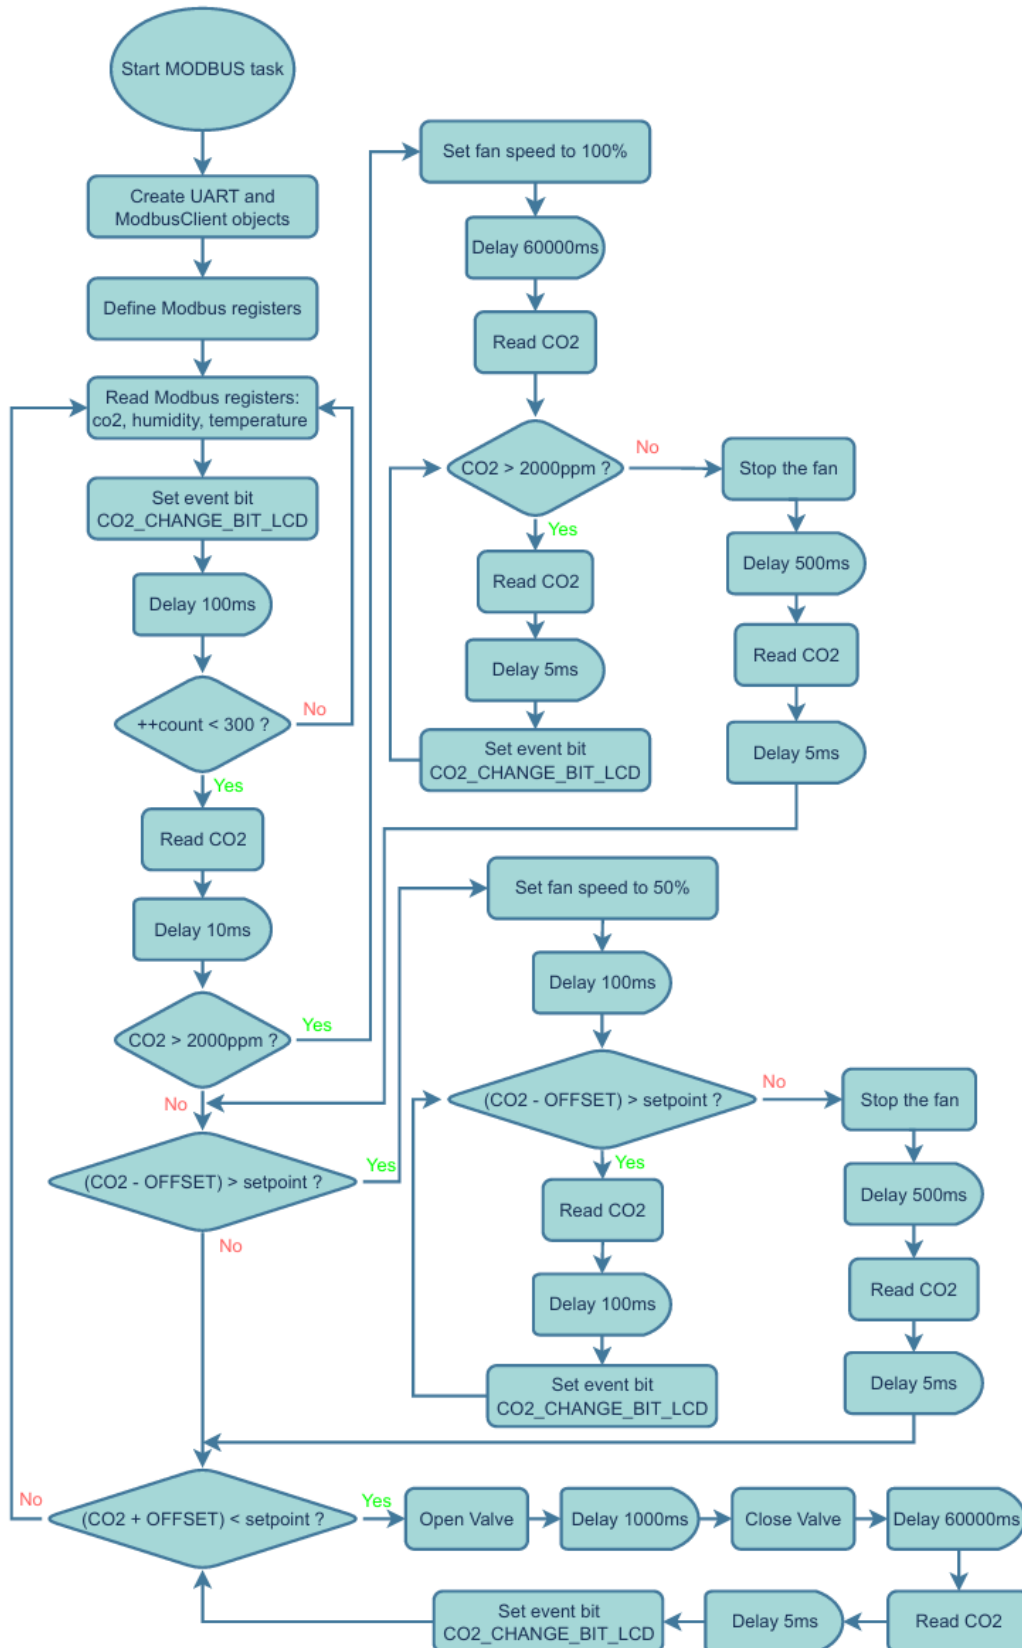 Start MODBUS task
Create UART and
ModbusClient objects
Define Modbus registers
Read Modbus registers:
co2, humidity, temperature
Set event bit
CO2_CHANGE_BIT_LCD
Delay 100ms
++count < 300 ?
No
Yes
Read CO2
Delay 10ms
CO2 > 2000ppm ?
Yes
No
Set fan speed to 100%
Delay 60000ms
Read CO2
CO2 > 2000ppm ?
No
Yes
Read CO2
Delay 5ms
Set event bit
CO2_CHANGE_BIT_LCD
Stop the fan
Delay 500ms
Read CO2
Delay 5ms
(CO2 - OFFSET) > setpoint ?
Yes
No
Set fan speed to 50%
Delay 100ms
(CO2 - OFFSET) > setpoint ?
No
Yes
Read CO2
Delay 100ms
Set event bit
CO2_CHANGE_BIT_LCD
Stop the fan
Delay 500ms
Read CO2
Delay 5ms
(CO2 + OFFSET) < setpoint ?
No
Yes
Open Valve
Delay 1000ms
Close Valve
Delay 60000ms
Read CO2
Delay 5ms
Set event bit
CO2_CHANGE_BIT_LCD